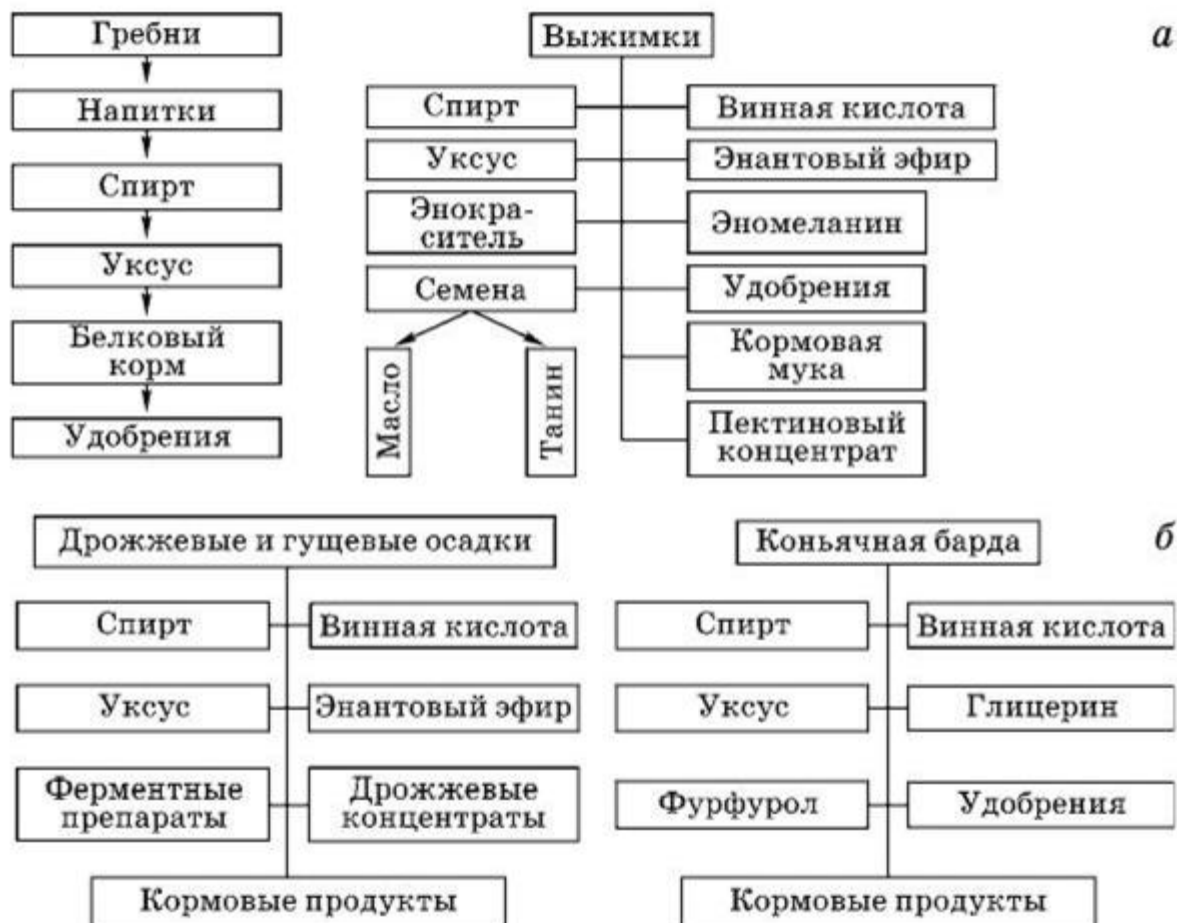 Гребни
Напитки
Спирт
Уксус
Белковый
корм
Удобрения
Выжимки
а
Спирт
Винная кислота
Уксус
Энантовый эфир
Энокра-
ситель
Эномеланин
Семена
Удобрения
Масло
Танин
Кормовая
мука
Пектиновый
концентрат
Дрожжевые и гущевые осадки
Спирт
Винная кислота
Уксус
Энантовый эфир
Ферментные
препараты
Дрожжевые
концентраты
Кормовые продукты
Коньячная барда
б
Спирт
Винная кислота
Уксус
Глицерин
Фурфурол
Удобрения
Кормовые продукты